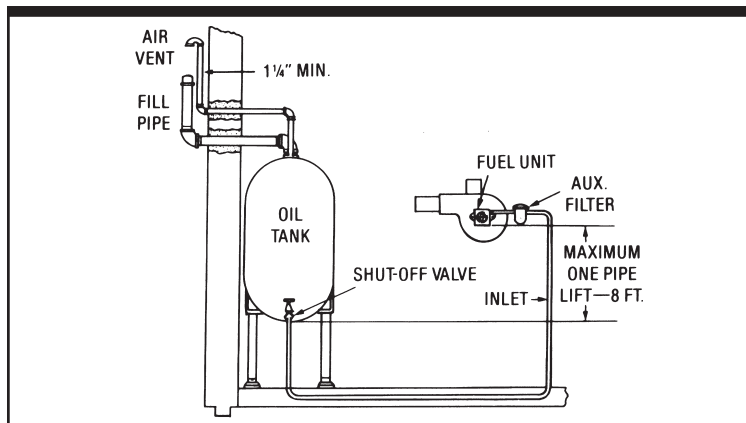 AIR
VENT
1¼" MIN.
FILL
PIPE
FUEL UNIT
AUX.
FILTER
OIL
TANK
SHUT-OFF VALVE
INLET
MAXIMUM
ONE PIPE
LIFT—8 FT.